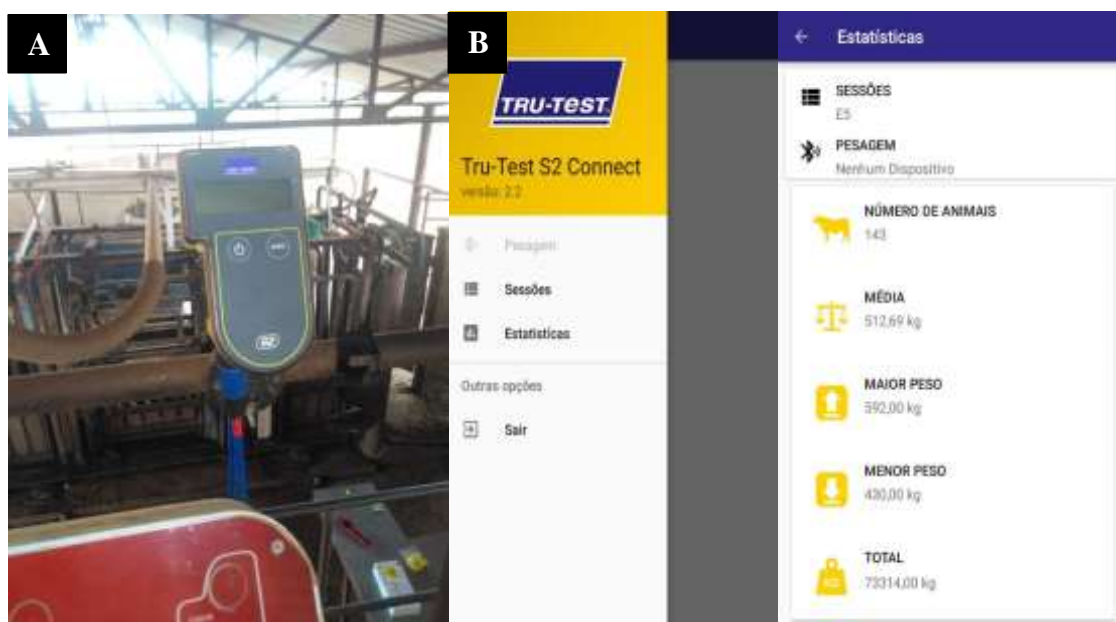 A
S2
B
TRU-TEST
Tru-Test S2 Connect
versão: 2.2
Pesagem
Sessões
Estatísticas
Outras opções
Sair
Estatísticas
SESSÕES
E5
PESAGEM
Nenhum Dispositivo
NÚMERO DE ANIMAIS
143
MÉDIA
512,69 kg
MAIOR PESO
592,00 kg
MENOR PESO
430,00 kg
TOTAL
73314,00 kg